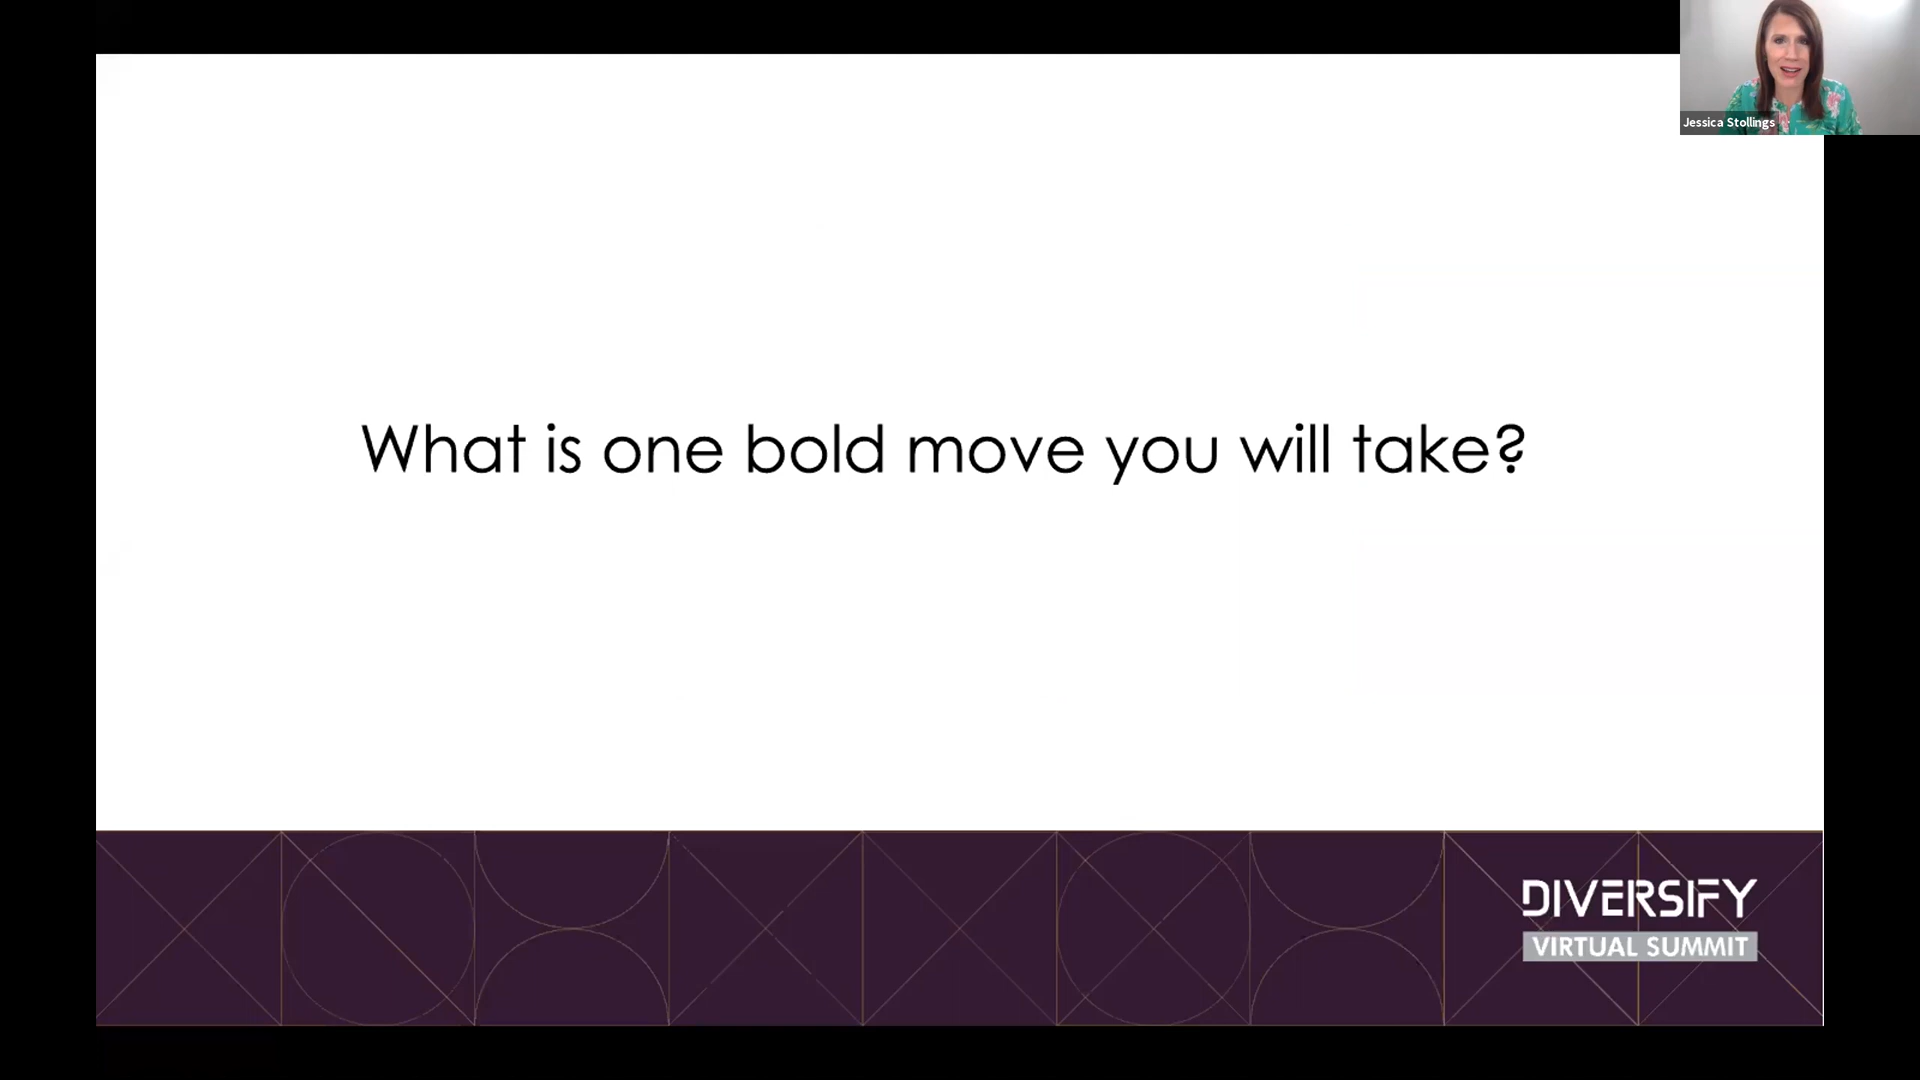 Jessica Stollings
What is one bold move you will take?
DIVERSIFY
VIRTUAL SUMMIT